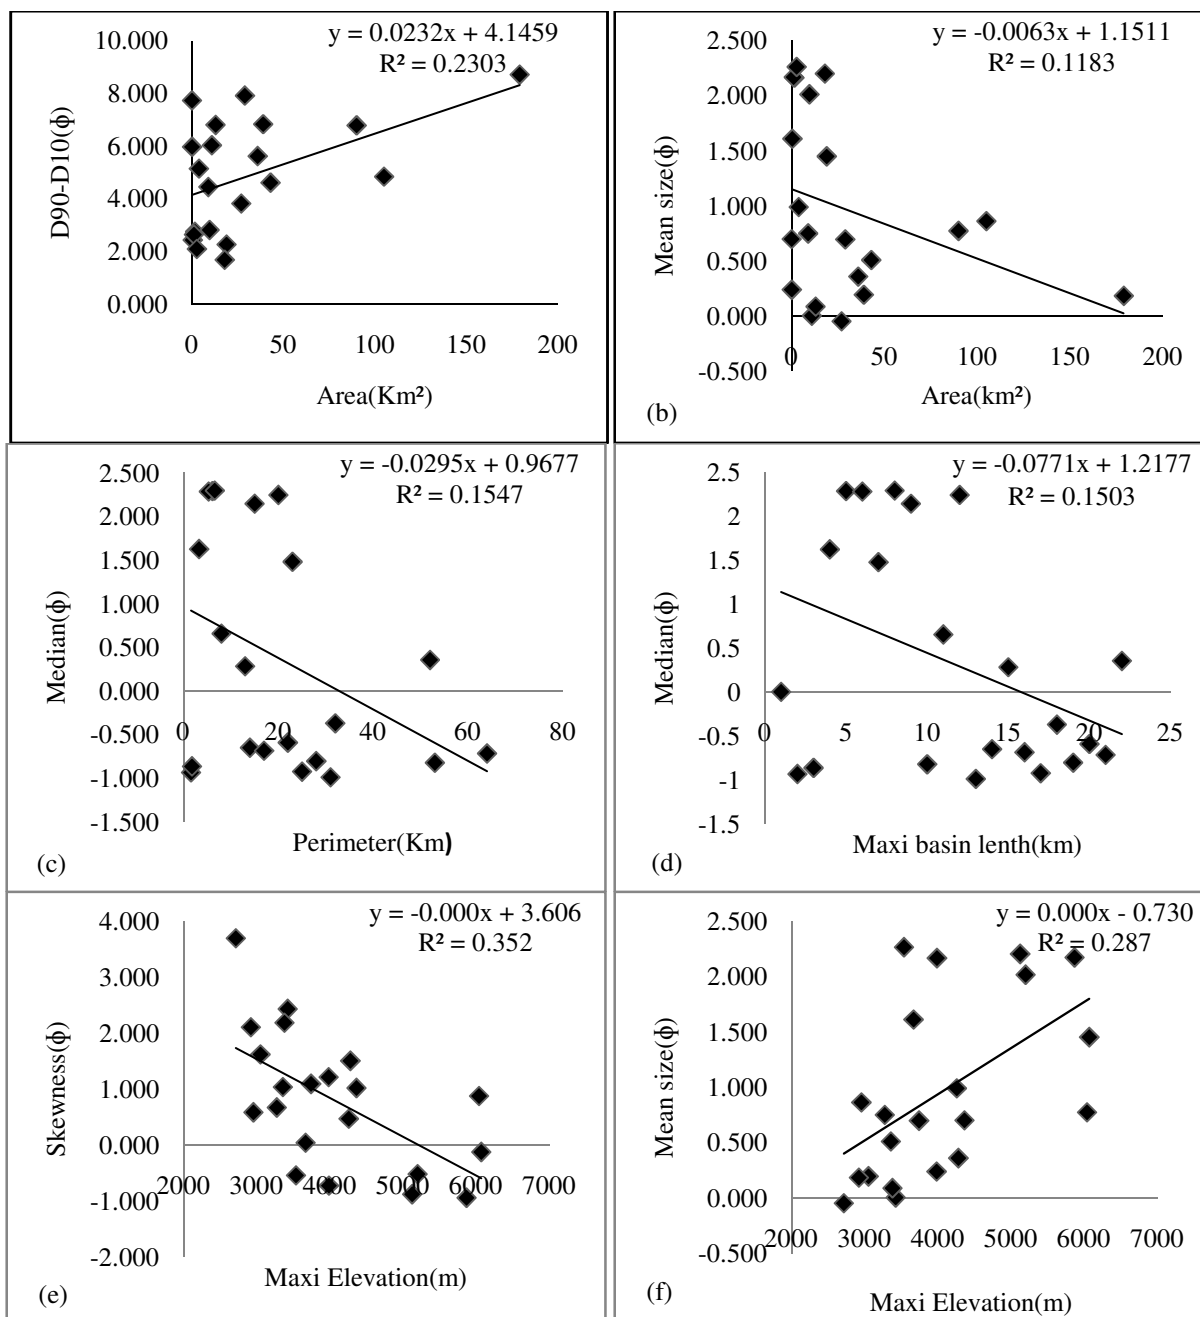 y = 0.0232x + 4.1459
R² = 0.2303
10.000
8.000
6.000
4.000
2.000
0.000
D90-D10(ϕ)
0 50 100 150 200
Area(Km²)
y = -0.0063x + 1.1511
R² = 0.1183
2.500
2.000
1.500
1.000
0.500
0.000
-0.500
Mean size(ϕ)
0 50 100 150 200
Area(km²)
(b)
y = -0.0295x + 0.9677
R² = 0.1547
2.500
2.000
1.500
1.000
0.500
0.000
-0.500
-1.000
-1.500
Median(ϕ)
0 20 40 60 80
Perimeter(Km)
(c)
y = -0.0771x + 1.2177
R² = 0.1503
2.5
2
1.5
1
0.5
0
-0.5
-1
-1.5
Median(ϕ)
0 5 10 15 20 25
Maxi basin lenth(km)
(d)
y = -0.000x + 3.606
R² = 0.352
4.000
3.000
2.000
1.000
0.000
-1.000
-2.000
Skewness(ϕ)
2000 3000 4000 5000 6000 7000
Maxi Elevation(m)
(e)
y = 0.000x - 0.730
R² = 0.287
2.500
2.000
1.500
1.000
0.500
0.000
-0.500
Mean size(ϕ)
2000 3000 4000 5000 6000 7000
Maxi Elevation(m)
(f)